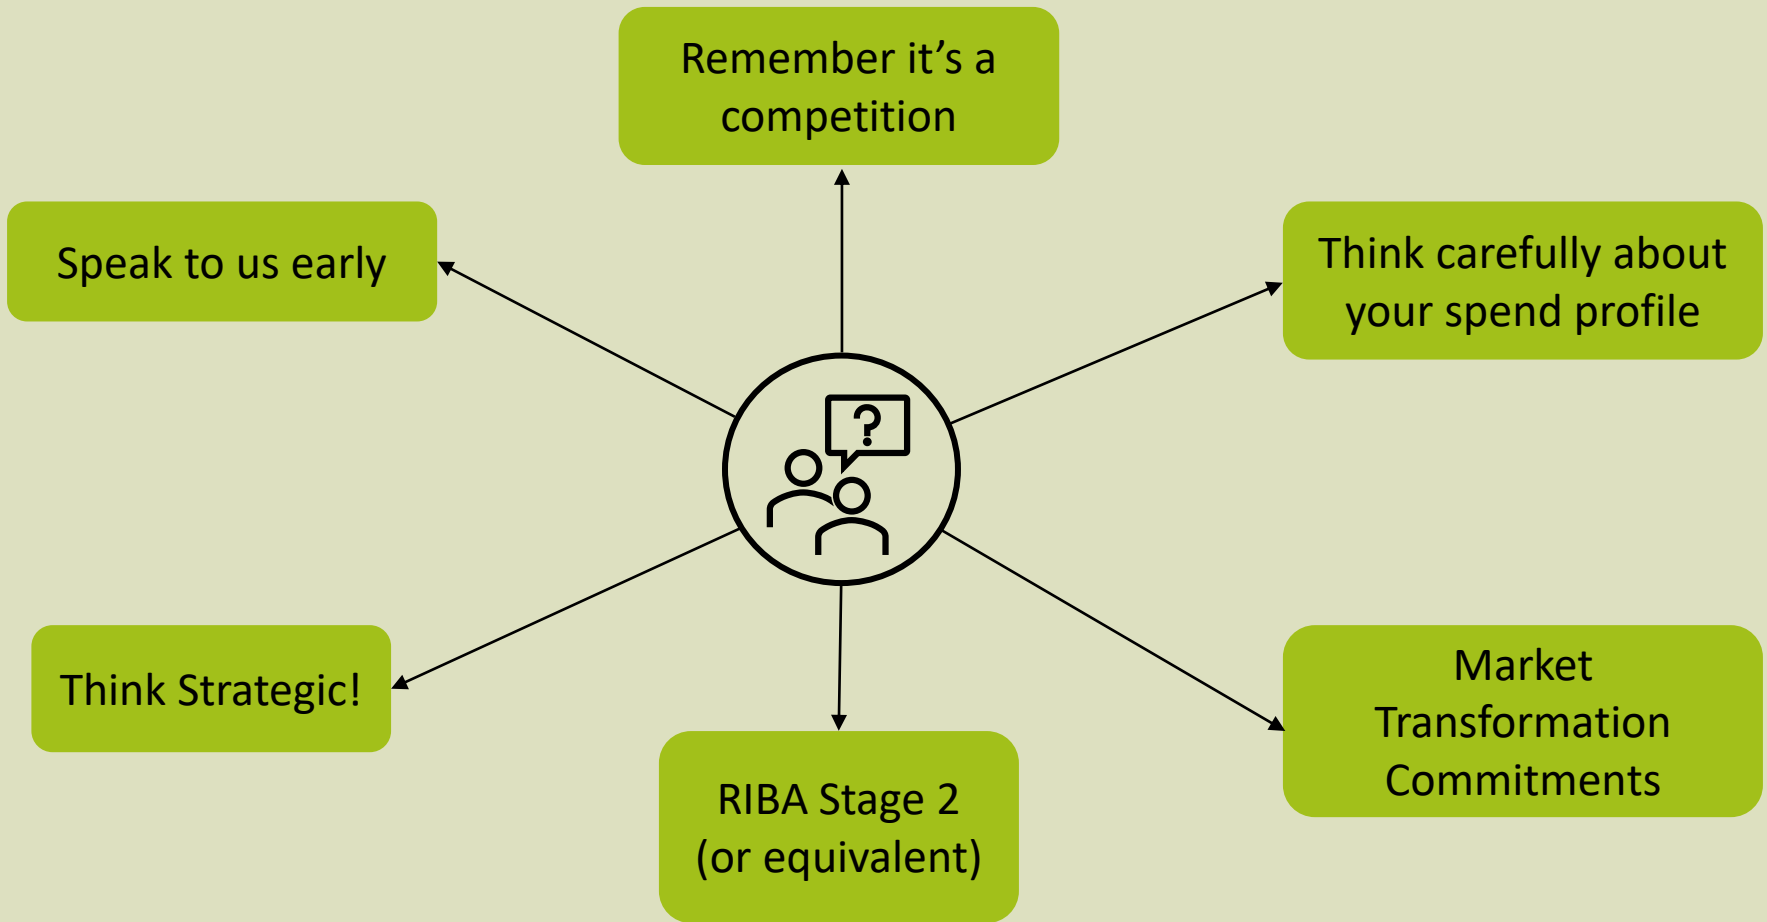 Remember it’s a
competition
Speak to us early
Think carefully about
your spend profile
?
Think Strategic!
Market
Transformation
Commitments
RIBA Stage 2
(or equivalent)